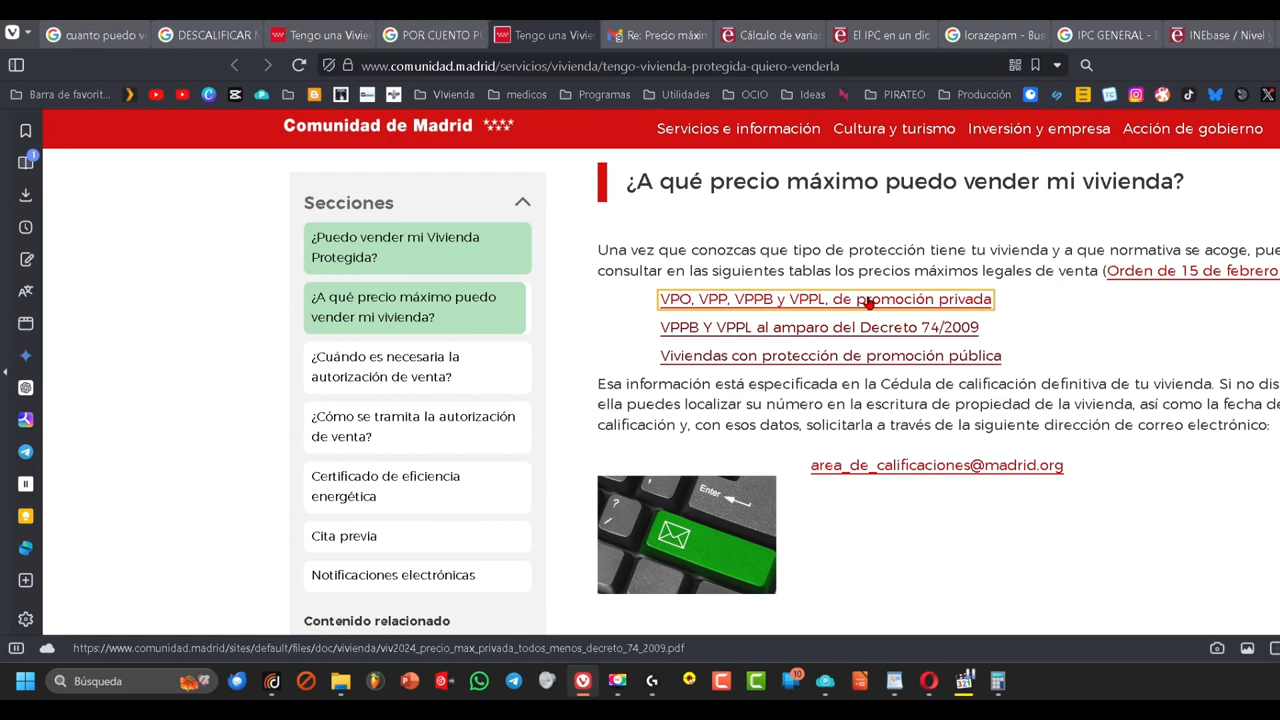 cuanto puedo v
DESCALIFICAR
Tengo una Vivie
POR CUENTO P
Tengo una Vivie
Re: Precio máxi
Cálculo de varia
El IPC en un clic
lorazepam - Bus
IPC GENERAL - B
INEbase / Nivel
www.comunidad.madrid/servicios/vivienda/tengo-vivienda-protegida-quiero-venderla
Barra de favorit...
VIvienda
medicos
Programas
Utilidades
OCIO
Ideas
PIRATEO
Producción
Comunidad de Madrid
Servicios e información
Cultura y turismo
Inversión y empresa
Acción de gobierno
Secciones
¿Puedo vender mi Vivienda
Protegida?
¿A qué precio máximo puedo
vender mi vivienda?
¿Cuándo es necesaria la
autorización de venta?
¿Cómo se tramita la autorización
de venta?
Certificado de eficiencia
energética
Cita previa
Notificaciones electrónicas
Contenido relacionado
¿A qué precio máximo puedo vender mi vivienda?
Una vez que conozcas que tipo de protección tiene tu vivienda y a que normativa se acoge, pue
consultar en las siguientes tablas los precios máximos legales de venta (Orden de 15 de febrero
VPO, VPP, VPPB y VPPL, de promoción privada
VPPB Y VPPL al amparo del Decreto 74/2009
Viviendas con protección de promoción pública
Esa información está especificada en la Cédula de calificación definitiva de tu vivienda. Si no dis
ella puedes localizar su número en la escritura de propiedad de la vivienda, así como la fecha de
calificación y, con esos datos, solicitarla a través de la siguiente dirección de correo electrónico:
area_de_calificaciones@madrid.org
Enter
https://www.comunidad.madrid/sites/default/files/doc/vivienda/viv2024_precio_max_privada_todos_menos_decreto_74_2009.pdf
Búsqueda
10